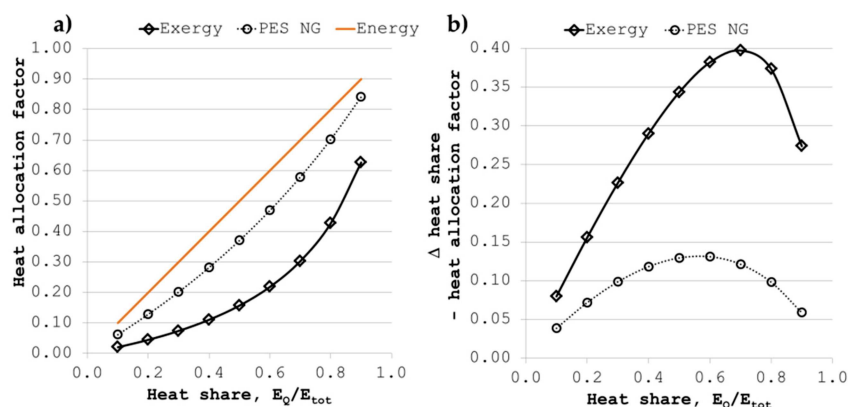 a)
Exergy PES NG Energy
1.00
0.90
0.80
0.70
0.60
0.50
0.40
0.30
0.20
0.10
0.00
Heat allocation factor
0.0 0.2 0.4 0.6 0.8 1.0
Heat share, EQ/Etot
b)
Exergy PES NG
0.40
0.35
0.30
0.25
0.20
0.15
0.10
0.05
0.00
Δ heat share
- heat allocation factor
0.0 0.2 0.4 0.6 0.8 1.0
Heat share, EQ/Etot